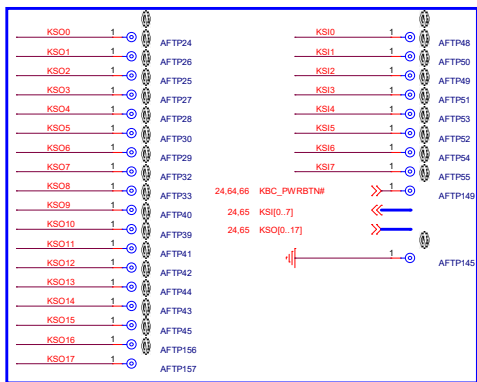 KSO0 1 AFTP24
KSO1 1 AFTP26
KSO2 1 AFTP25
KSO3 1 AFTP27
KSO4 1 AFTP28
KSO5 1 AFTP30
KSO6 1 AFTP29
KSO7 1 AFTP32
KSO8 1 AFTP33
KSO9 1 AFTP40
KSO10 1 AFTP39
KSO11 1 AFTP41
KSO12 1 AFTP42
KSO13 1 AFTP44
KSO14 1 AFTP43
KSO15 1 AFTP45
KSO16 1 AFTP156
KSO17 1 AFTP157
KSI0 1 AFTP48
KSI1 1 AFTP50
KSI2 1 AFTP49
KSI3 1 AFTP51
KSI4 1 AFTP53
KSI5 1 AFTP52
KSI6 1 AFTP54
KSI7 1 AFTP55
24,64,66 KBC_PWRBTN# 1 AFTP149
24,65 KSI[0..7]
24,65 KSO[0..17]
1 AFTP145